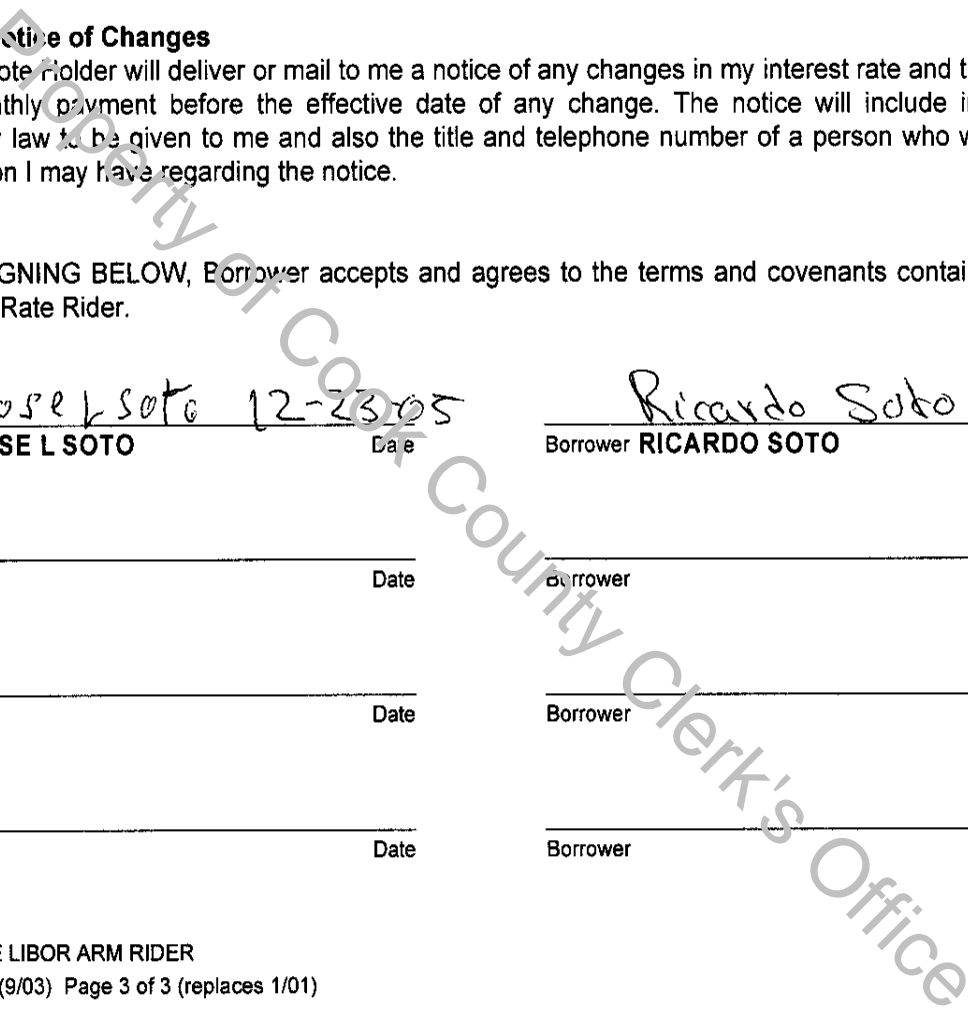 otice of Changes
ote Holder will deliver or mail to me a notice of any changes in my interest rate and t
thly payment before the effective date of any change. The notice will include i
law to be given to me and also the title and telephone number of a person who
on I may have regarding the notice.
GNING BELOW, Borrower accepts and agrees to the terms and covenants contai
Rate Rider.
ose L Soto 12-23-05 Ricardo Soto
SE L SOTO Date Borrower RICARDO SOTO
Date Borrower
Date Borrower
Date Borrower
LIBOR ARM RIDER
(9/03) Page 3 of 3 (replaces 1/01)
Property of Cook County Clerk's Office